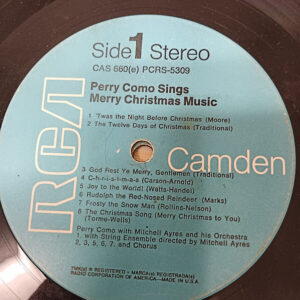 Side 1 Stereo
CAS 660(e) PCRS-5309
Perry Como Sings
Merry Christmas Music
1 'Twas the Night Before Christmas (Moore)
2 The Twelve Days of Christmas (Traditional)
RCA
Camden
3 God Rest Ye Merry, Gentlemen (Traditional)
4 C-h-r-i-s-t-m-a-s (Carson-Arnold)
5 Joy to the World! (Watts-Handel)
6 Rudolph the Red-Nosed Reindeer (Marks)
7 Frosty the Snow Man (Rollins-Nelson)
8 The Christmas Song (Merry Christmas to You)
(Torme-Wells)
Perry Como with Mitchell Ayres and his Orchestra
1, with String Ensemble directed by Mitchell Ayres
2, 3, 5, 6, 7, and Chorus
TMK(S) ® REGISTERED • MARCA(S) REGISTRADA(S)
RADIO CORPORATION OF AMERICA—MADE IN U.S.A.